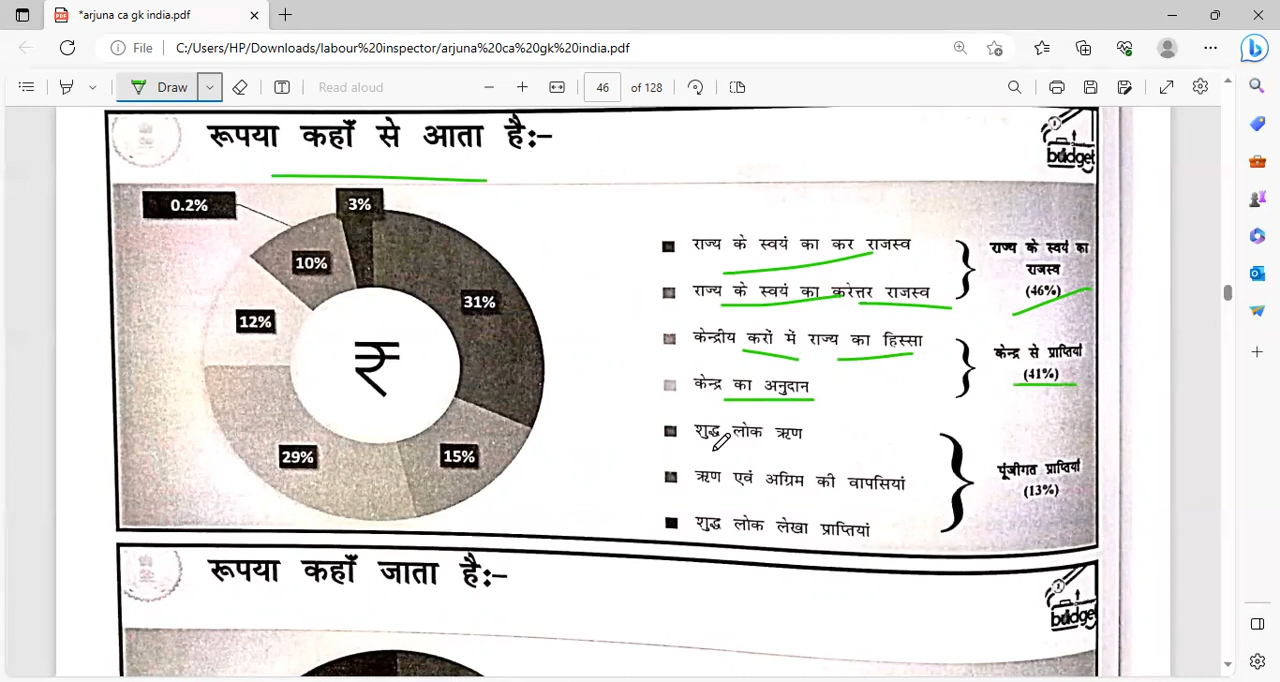 *arjuna ca gk india.pdf
File C:/Users/HP/Downloads/labour%20inspector/arjuna%20ca%20gk%20india.pdf
Draw Read aloud 46 of 128
रूपया कहाँ से आता है:-
budget
0.2%
3%
10%
31%
12%
₹
29%
15%
राज्य के स्वयं का कर राजस्व
राज्य के स्वयं का करेत्तर राजस्व
राज्य के स्वयं का
राजस्व
(46%)
केन्द्रीय करों में राज्य का हिस्सा
केन्द्र का अनुदान
केन्द्र से प्राप्तियां
(41%)
शुद्ध लोक ऋण
ऋण एवं अग्रिम की वापसियां
शुद्ध लोक लेखा प्राप्तियां
पूंजीगत प्राप्तियां
(13%)
रूपया कहाँ जाता है:-
budget